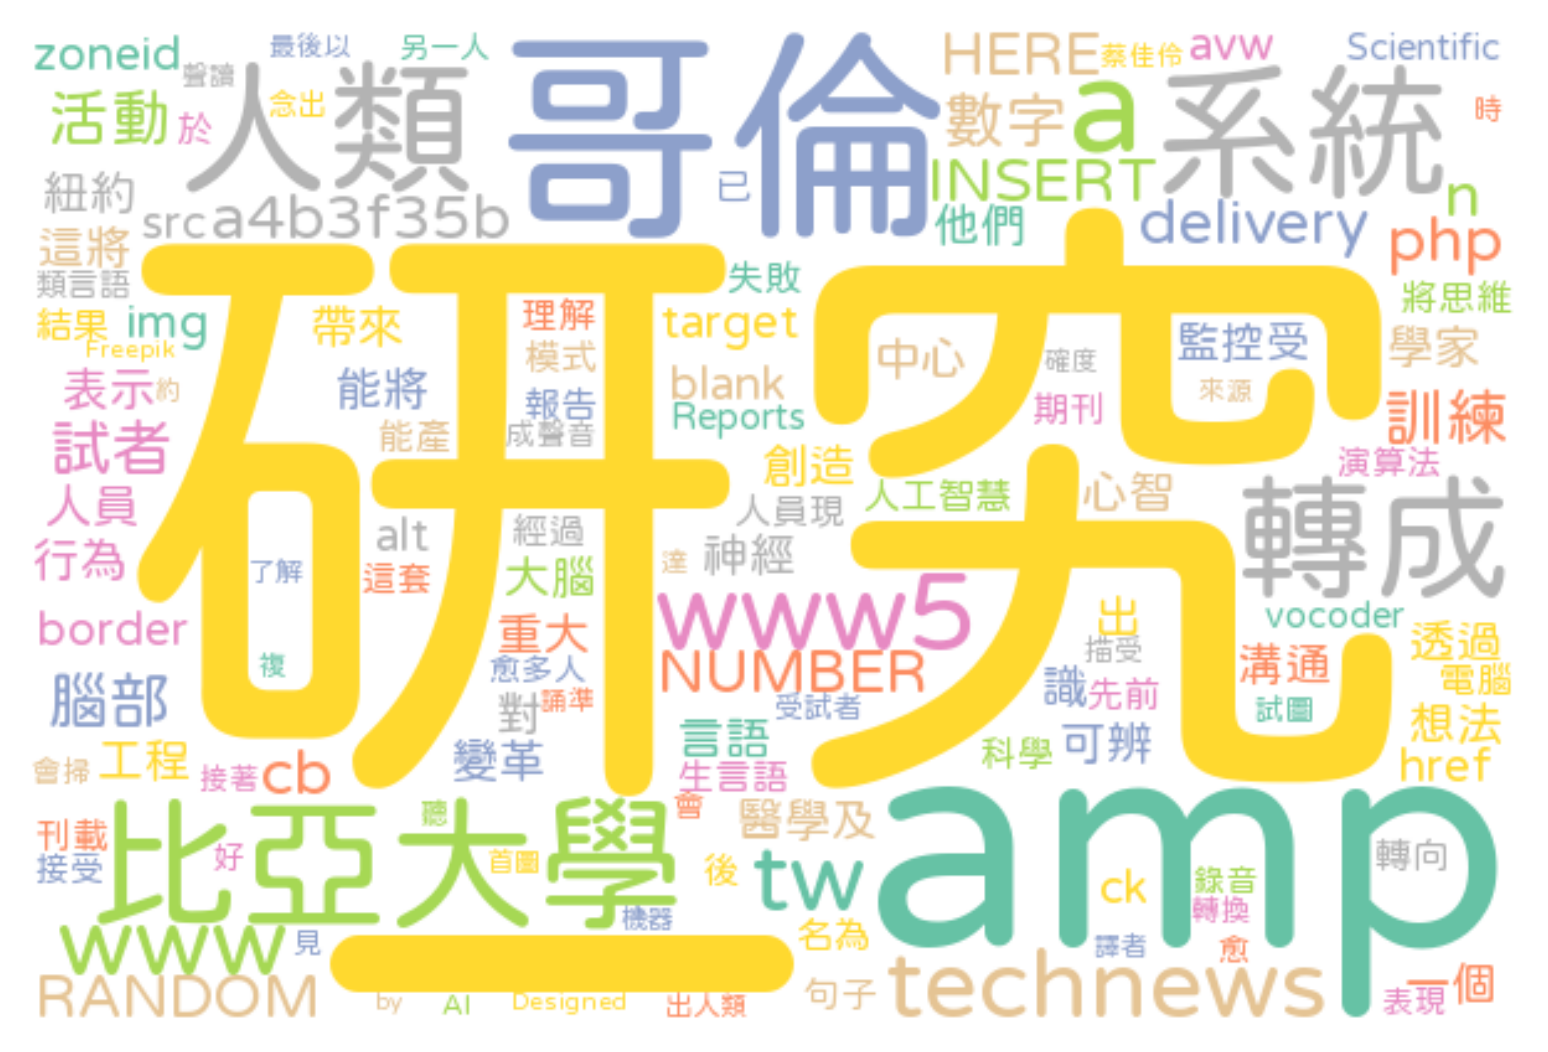 zoneid
最後以
另一人
哥倫
HERE
蔡佳伶
avw
Scientific
聲讀
人類
念出
活動
於
數字
a
系統
時
紐約
已
INSERT
n
src
a4b3f35b
他們
delivery
php
這將
研究
失敗
類言語
將思維
結果
img
帶來
理解
target
監控受
學家
Freepik
模式
中心
確度
表示
約
能將
blank
來源
報告
Reports
期刊
訓練
試者
能產
成聲音
創造
演算法
人員
人員現
人工智慧
心智
轉成
行為
alt
經過
神經
達
了解
這套
大腦
www5
出
vocoder
border
重大
描受
溝通
透過
複
愈多人
NUMBER
識
先前
電腦
腦部
對
誦準
受試者
試圖
想法
言語
可辨
會掃
工程
接著
cb
變革
生言語
科學
href
刊載
比亞大學
聽
會
醫學及
amp
接受
好
首圖
後
tw
轉向
ck
錄音
轉換
機器
www
見
一
名為
譯者
愈
RANDOM
by
AI
Designed
出人類
句子
technews
表現
一個